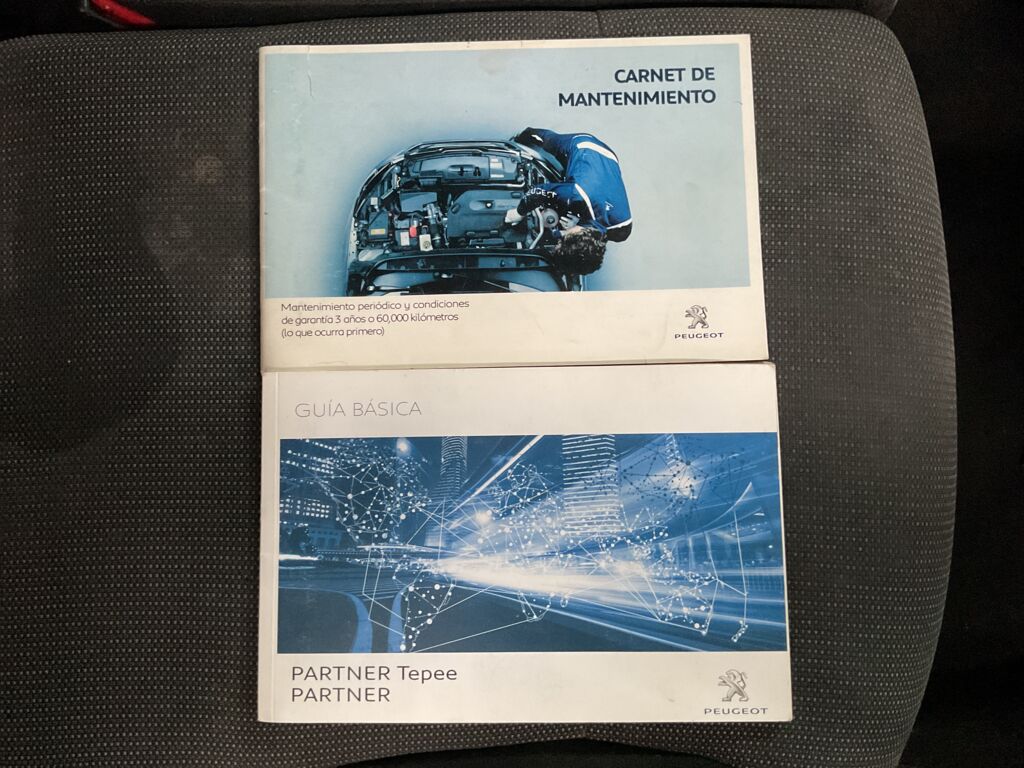 CARNET DE
MANTENIMIENTO
PEUGEOT
Mantenimiento periódico y condiciones
de garantía 3 años o 60,000 kilómetros
(lo que ocurra primero)
PEUGEOT
GUÍA BÁSICA
PARTNER Tepee
PARTNER
PEUGEOT